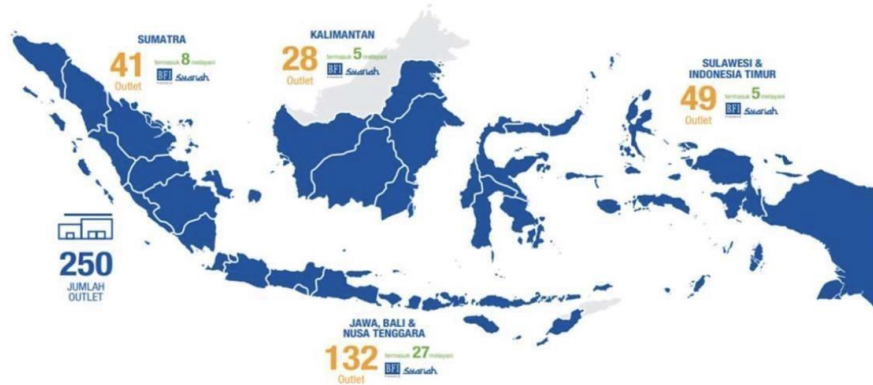 SUMATRA
41
Outlet
termasuk 8 melayani
BFI Syariah
KALIMANTAN
28
Outlet
termasuk 5 melayani
BFI Syariah
SULAWESI &
INDONESIA TIMUR
49
Outlet
termasuk 5 melayani
BFI Syariah
250
JUMLAH
OUTLET
JAWA, BALI &
NUSA TENGGARA
132
Outlet
termasuk 27 melayani
BFI Syariah